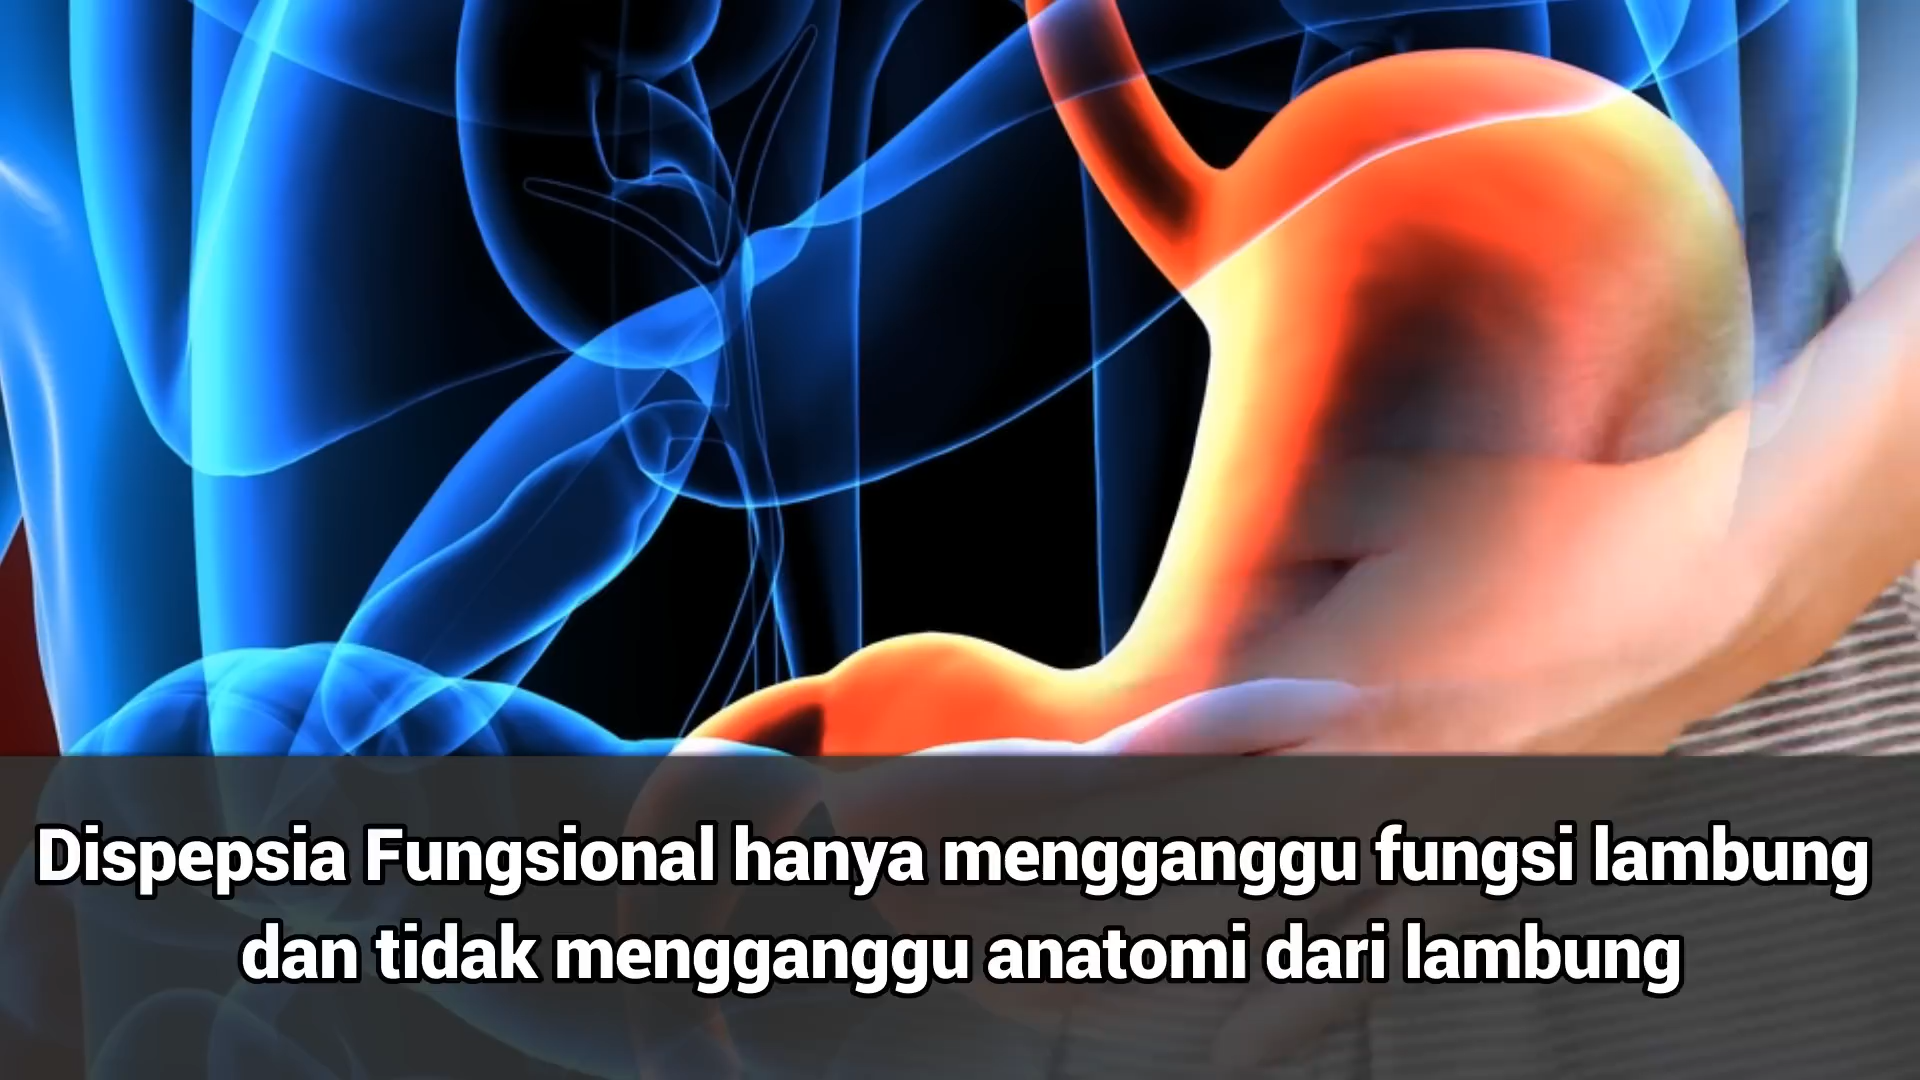 Dispepsia Fungsional hanya mengganggu fungsi lambung
dan tidak mengganggu anatomi dari lambung